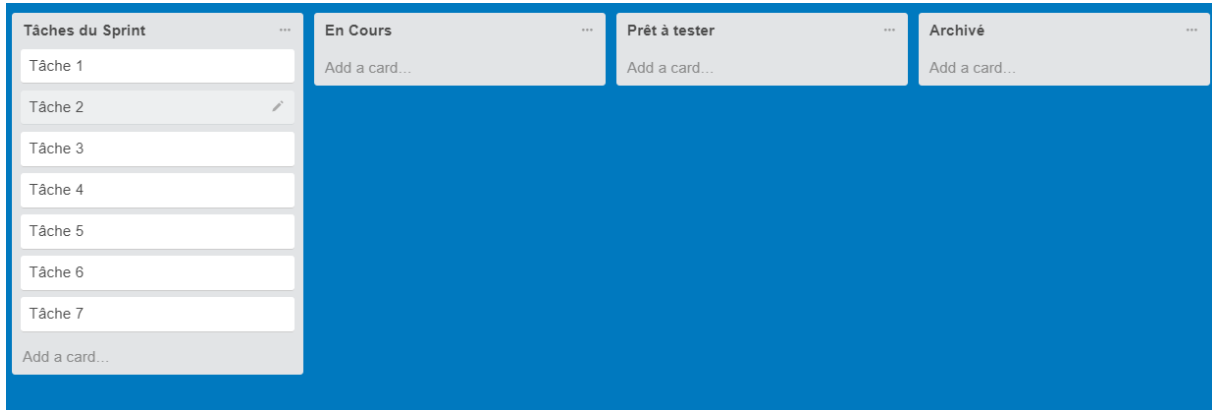 Tâches du Sprint
Tâche 1
Tâche 2
Tâche 3
Tâche 4
Tâche 5
Tâche 6
Tâche 7
Add a card...
En Cours
Add a card...
Prêt à tester
Add a card...
Archivé
Add a card...